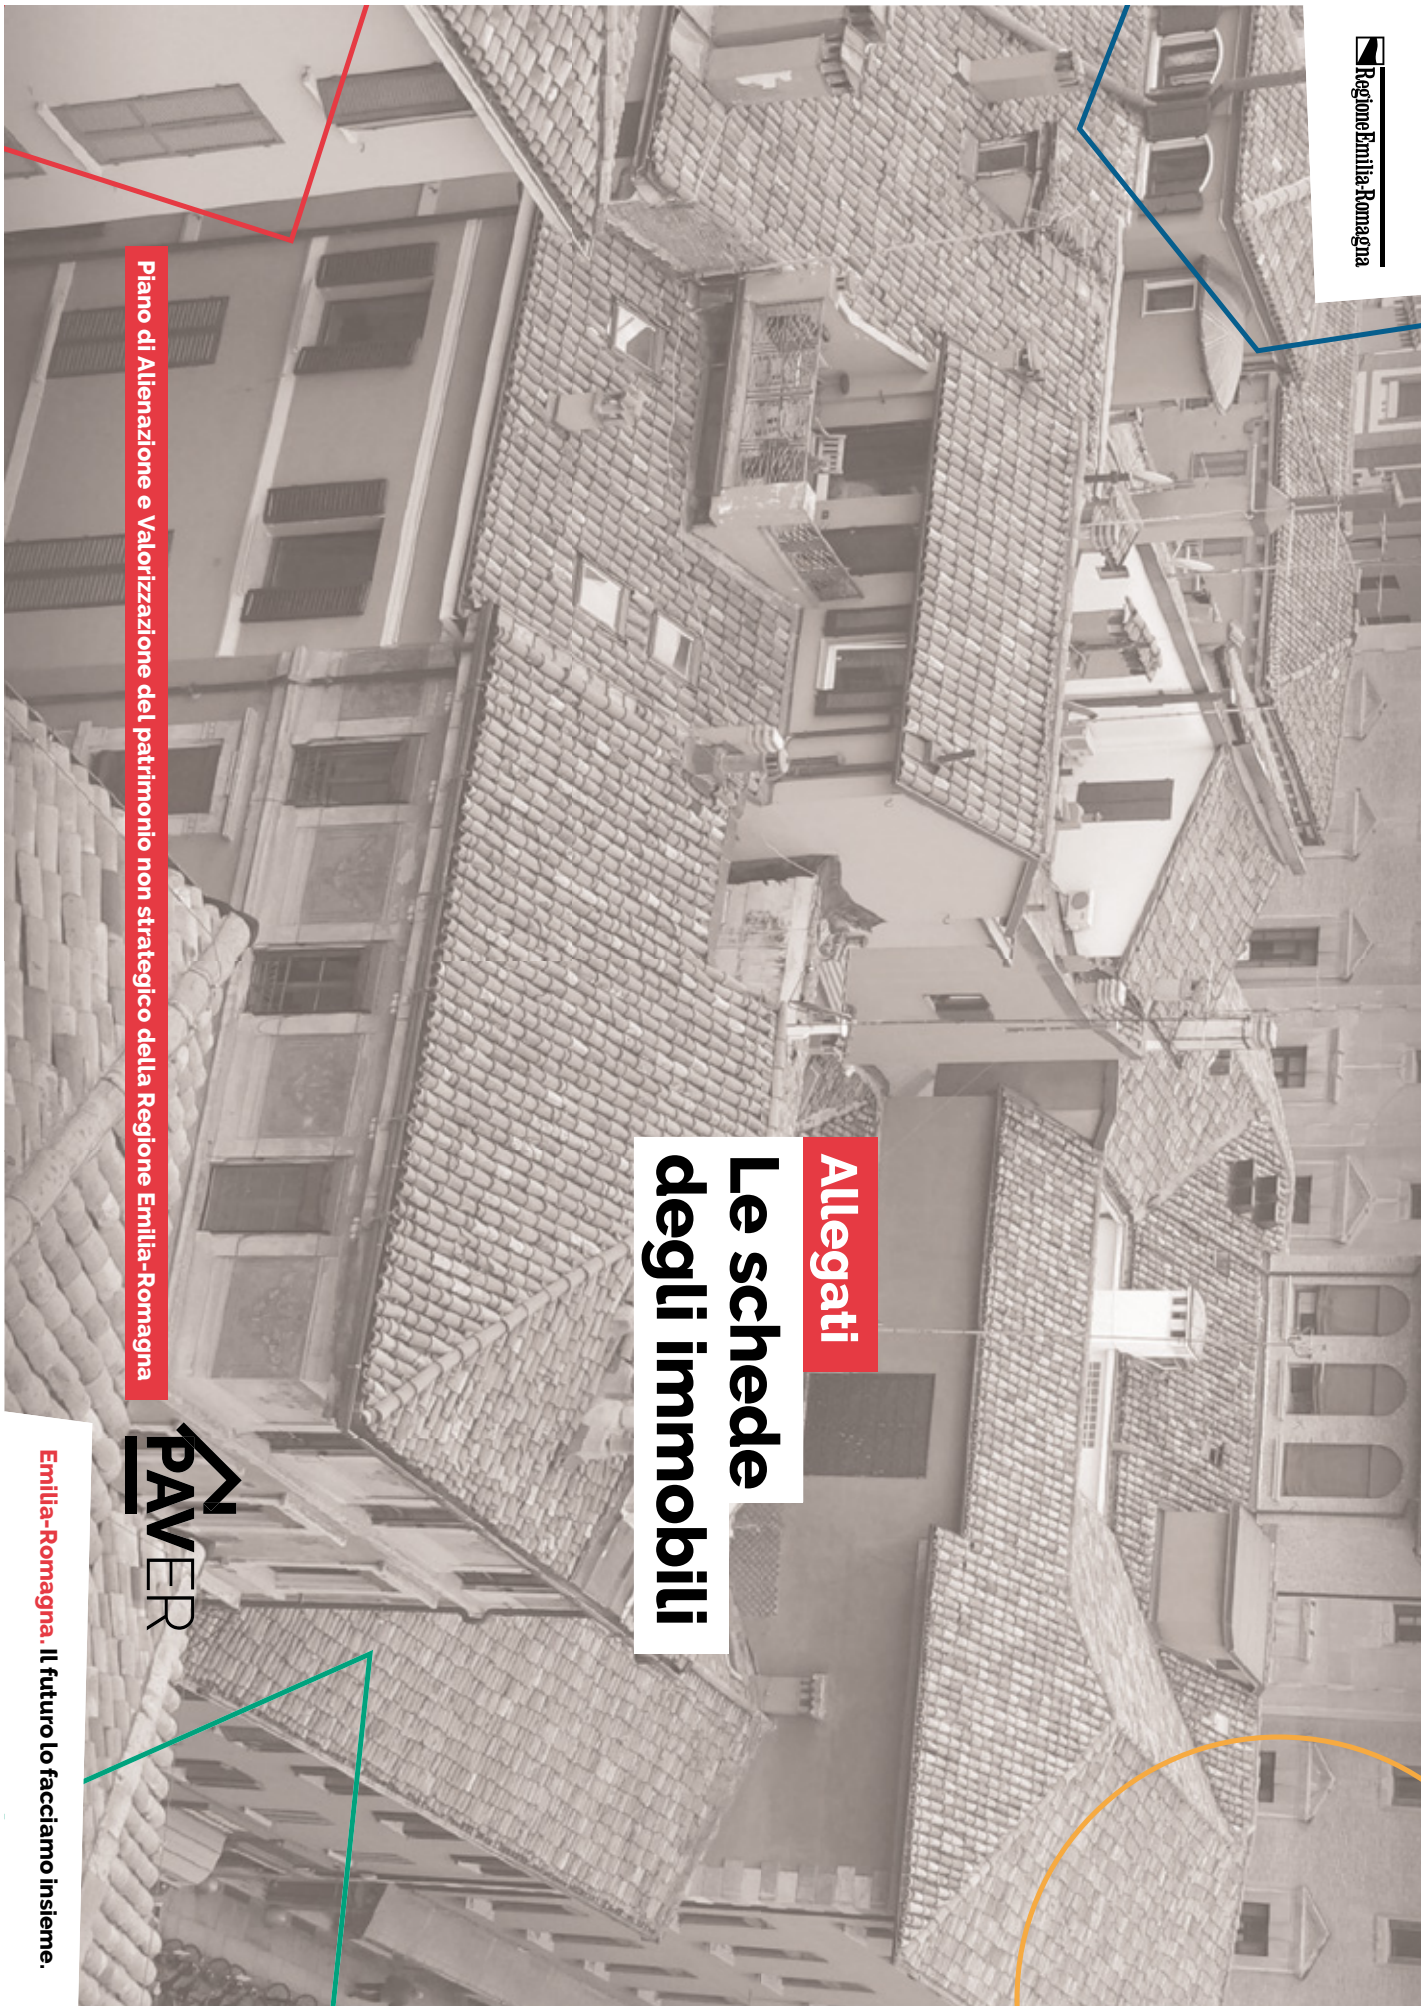 RegioneEmilia-Romagna
Allegati
Le schede
degli immobili
Piano di Alienazione e Valorizzazione del patrimonio non strategico della Regione Emilia-Romagna
PAVER
Emilia-Romagna. Il futuro lo facciamo insieme.